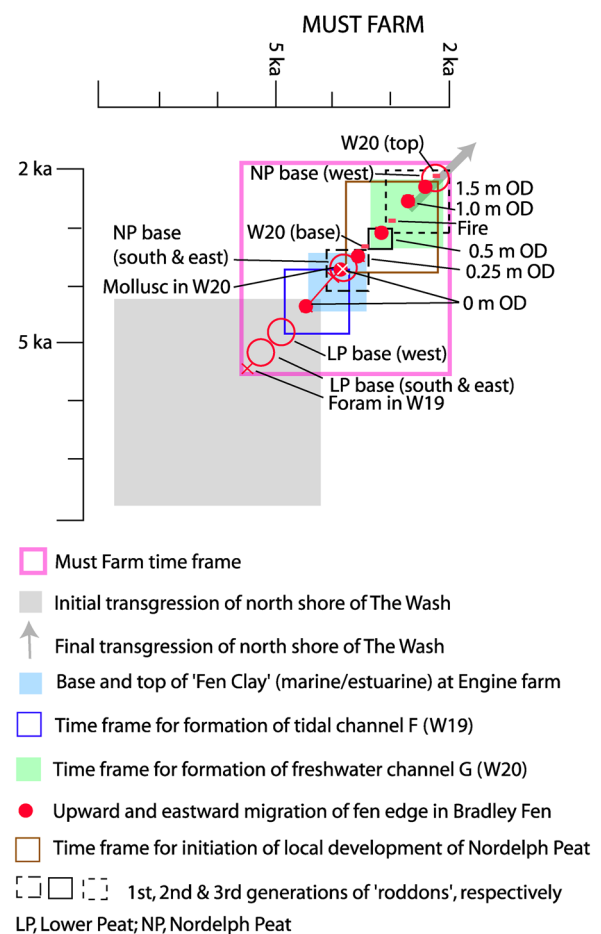 MUST FARM
5 ka
2 ka
W20 (top)
2 ka
NP base (west)
1.5 m OD
1.0 m OD
Fire
NP base
(south & east)
W20 (base)
0.5 m OD
0.25 m OD
Mollusc in W20
0 m OD
5 ka
LP base (west)
LP base (south & east)
Foram in W19
Must Farm time frame
Initial transgression of north shore of The Wash
Final transgression of north shore of The Wash
Base and top of 'Fen Clay' (marine/estuarine) at Engine farm
Time frame for formation of tidal channel F (W19)
Time frame for formation of freshwater channel G (W20)
Upward and eastward migration of fen edge in Bradley Fen
Time frame for initiation of local development of Nordelph Peat
1st, 2nd & 3rd generations of 'roddons', respectively
LP, Lower Peat; NP, Nordelph Peat